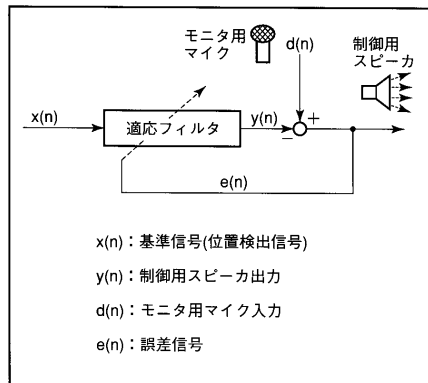 モニタ用
マイク
d(n)
制御用
スピーカ
x(n)
適応フィルタ
y(n)
+
−
e(n)
x(n)：基準信号(位置検出信号)
y(n)：制御用スピーカ出力
d(n)：モニタ用マイク入力
e(n)：誤差信号